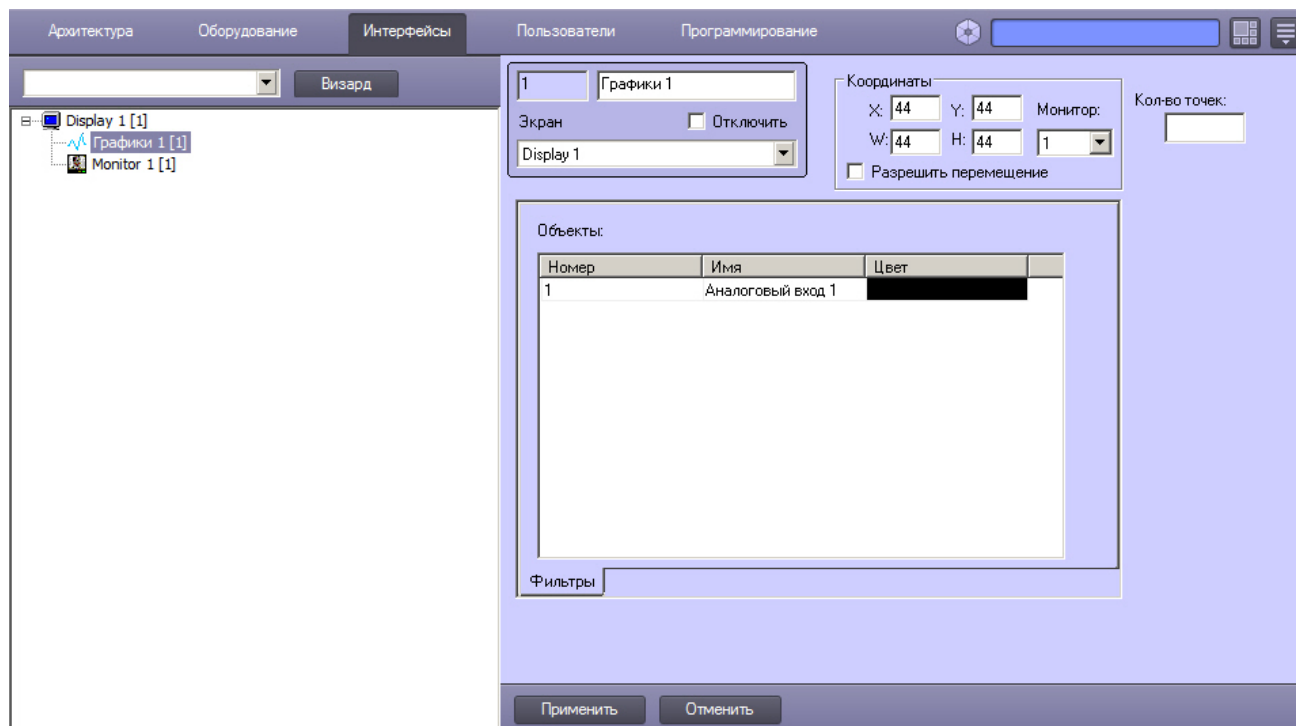 Архитектура Оборудование Интерфейсы Пользователи Программирование
Визард
Display 1 [1]
Графики 1 [1]
Monitor 1 [1]
1 Графики 1
Экран Отключить
Display 1
Координаты
X: 44 Y: 44 Монитор:
W: 44 H: 44 1
Разрешить перемещение
Кол-во точек:
Объекты:
Номер Имя Цвет
1 Аналоговый вход 1
Фильтры
Применить Отменить